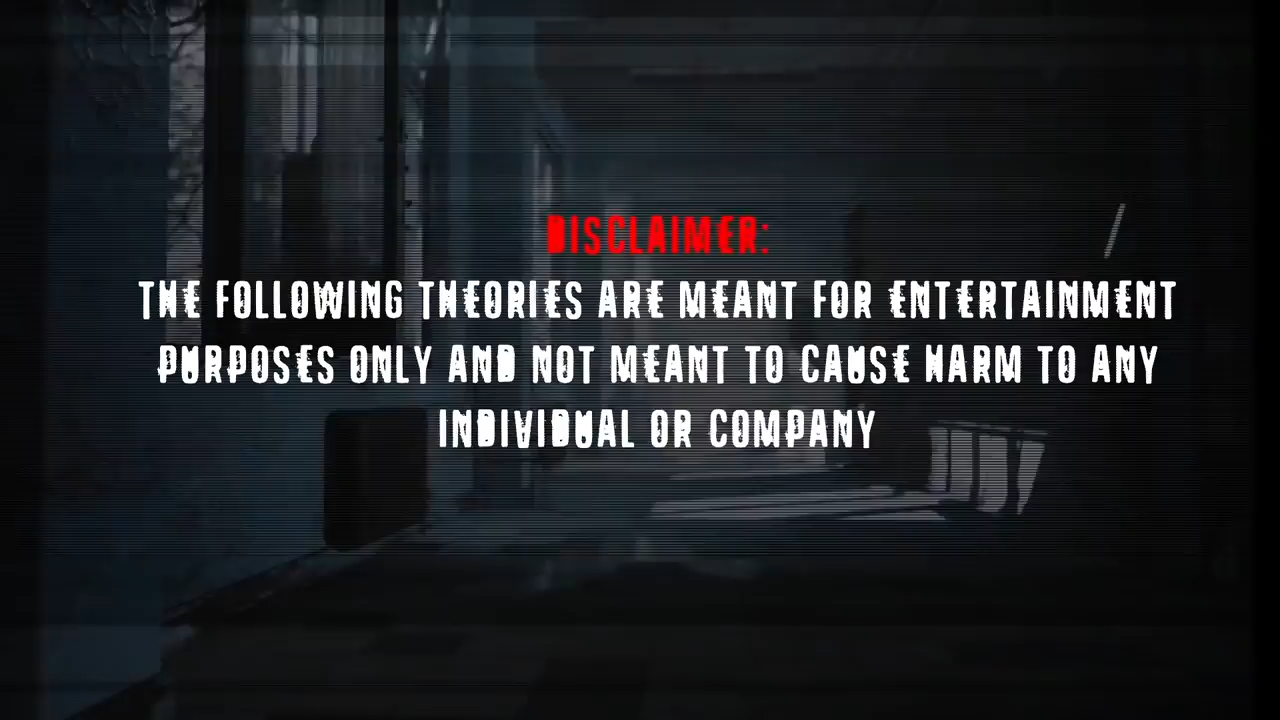 DISCLAIMER:
THE FOLLOWING THEORIES ARE MEANT FOR ENTERTAINMENT
PURPOSES ONLY AND NOT MEANT TO CAUSE HARM TO ANY
INDIVIDUAL OR COMPANY